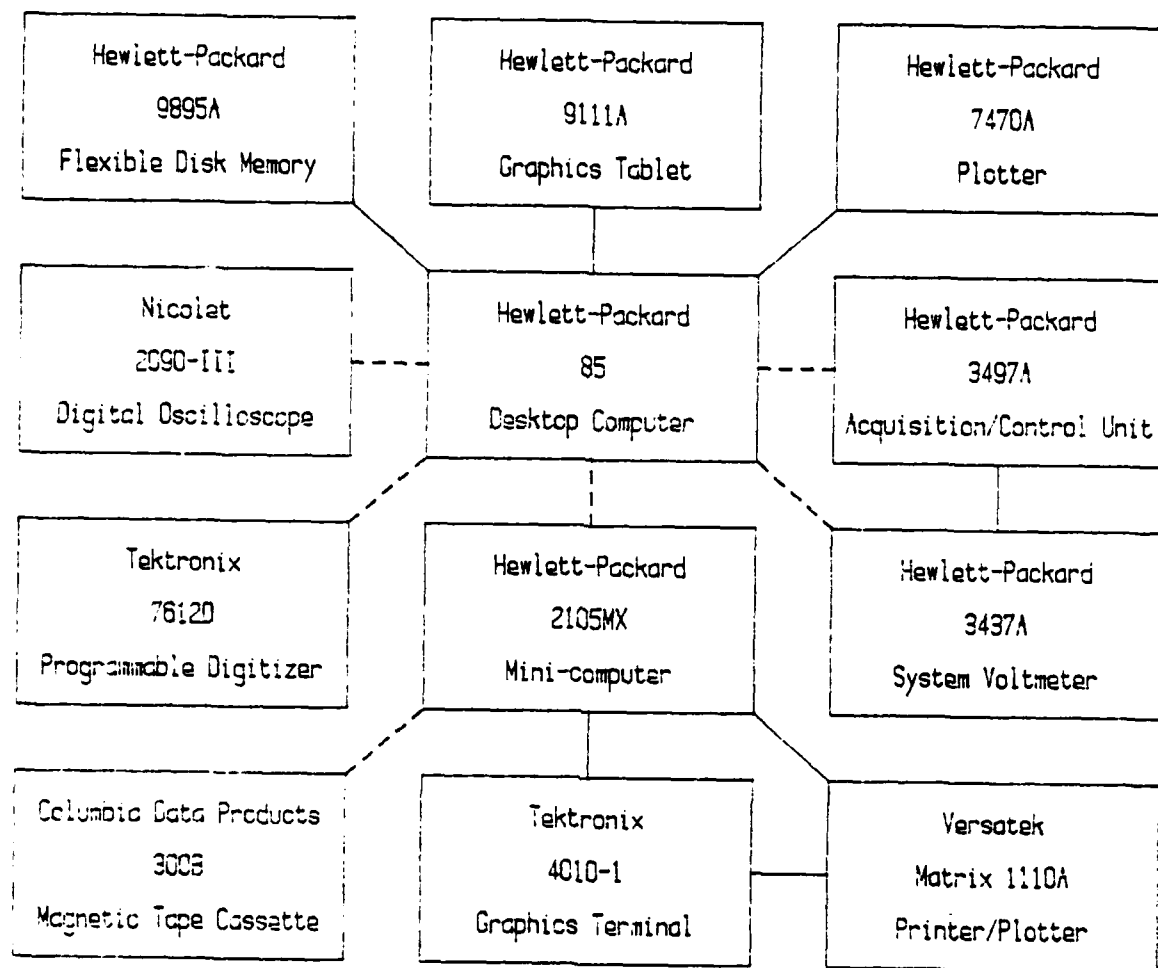 Hewlett-Packard
9895A
Flexible Disk Memory
Hewlett-Packard
9111A
Graphics Tablet
Hewlett-Packard
7470A
Plotter
Nicolet
2090-III
Digital Oscilloscope
Hewlett-Packard
85
Desktop Computer
Hewlett-Packard
3497A
Acquisition/Control Unit
Tektronix
7612D
Programmable Digitizer
Hewlett-Packard
2105MX
Mini-computer
Hewlett-Packard
3437A
System Voltmeter
Columbia Data Products
300B
Magnetic Tape Cassette
Tektronix
4010-1
Graphics Terminal
Versatek
Matrix 1110A
Printer/Plotter